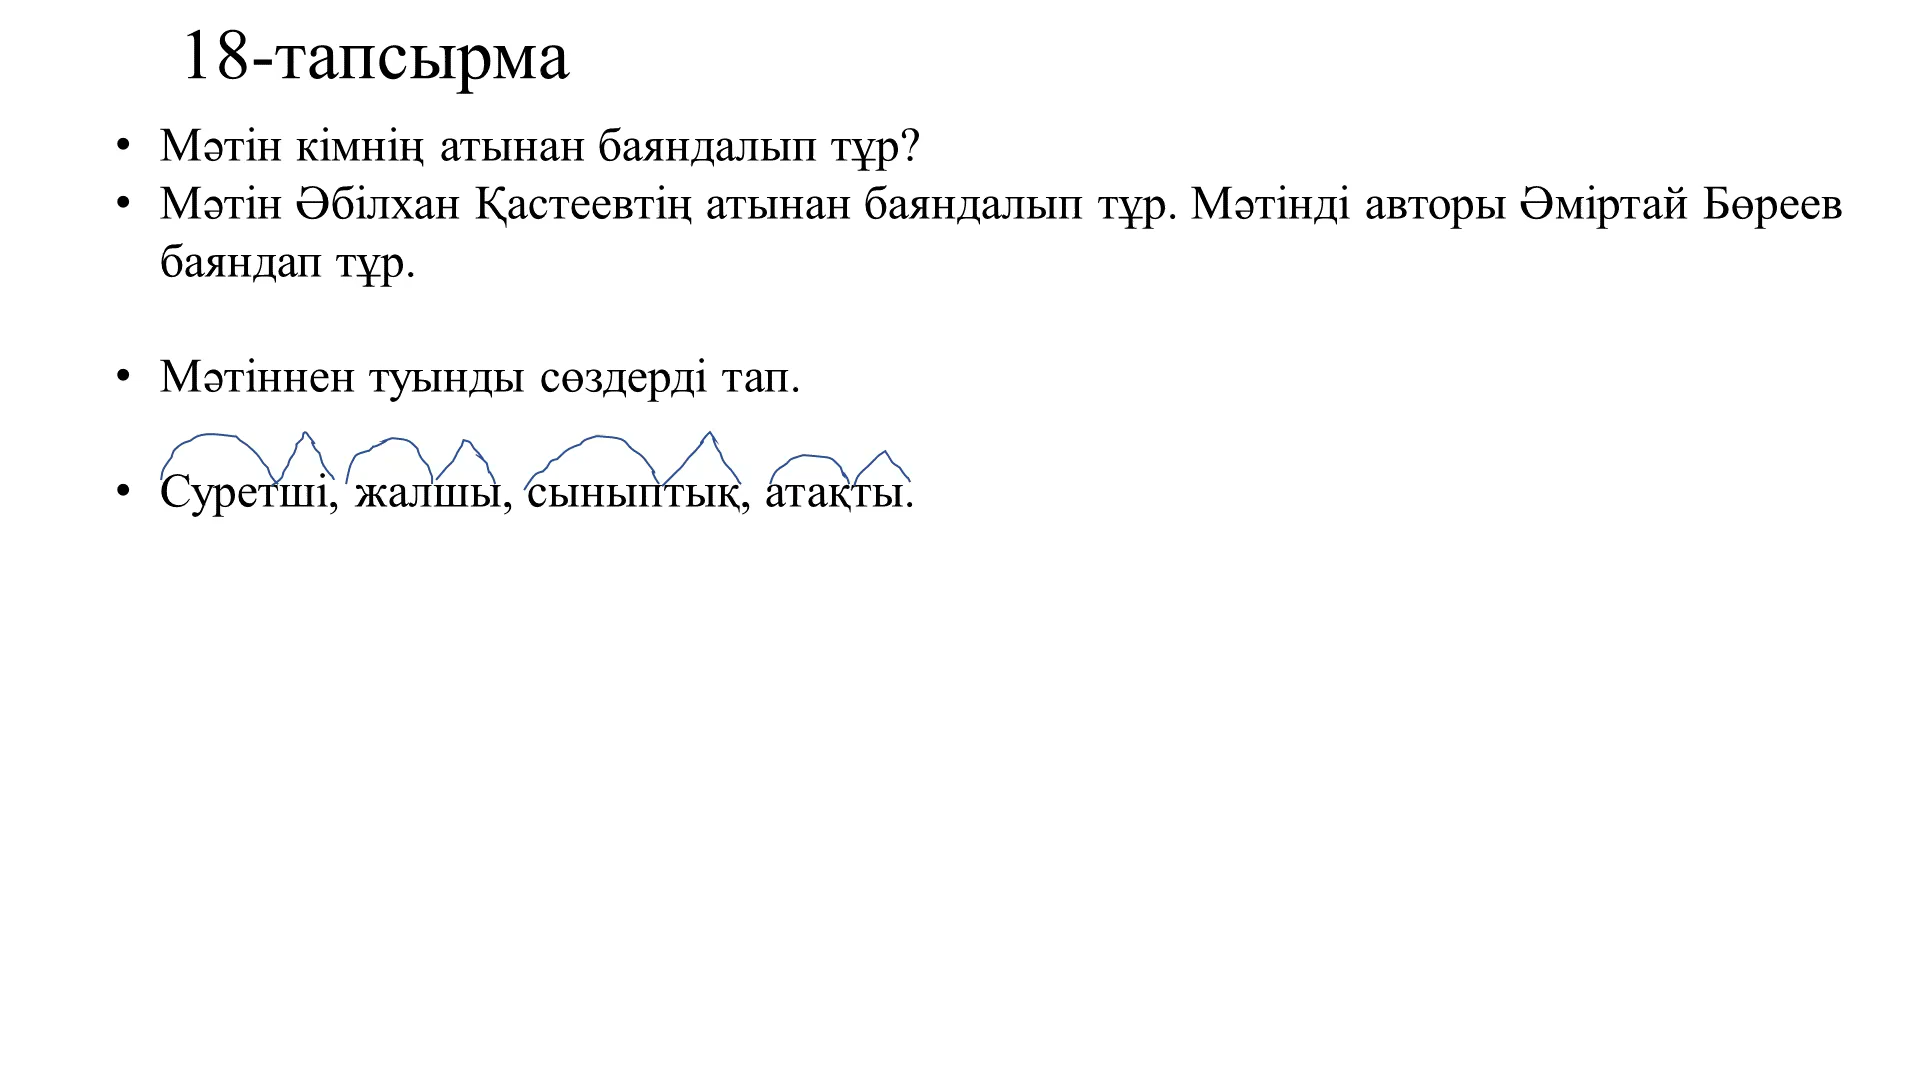 18-тапсырма
• Мәтін кімнің атынан баяндалып тұр?
• Мәтін Әбілхан Қастеевтің атынан баяндалып тұр. Мәтінді авторы Әміртай Бөреев
баяндап тұр.
• Мәтіннен туынды сөздерді тап.
• Суретші, жалшы, сыныптық, атақты.